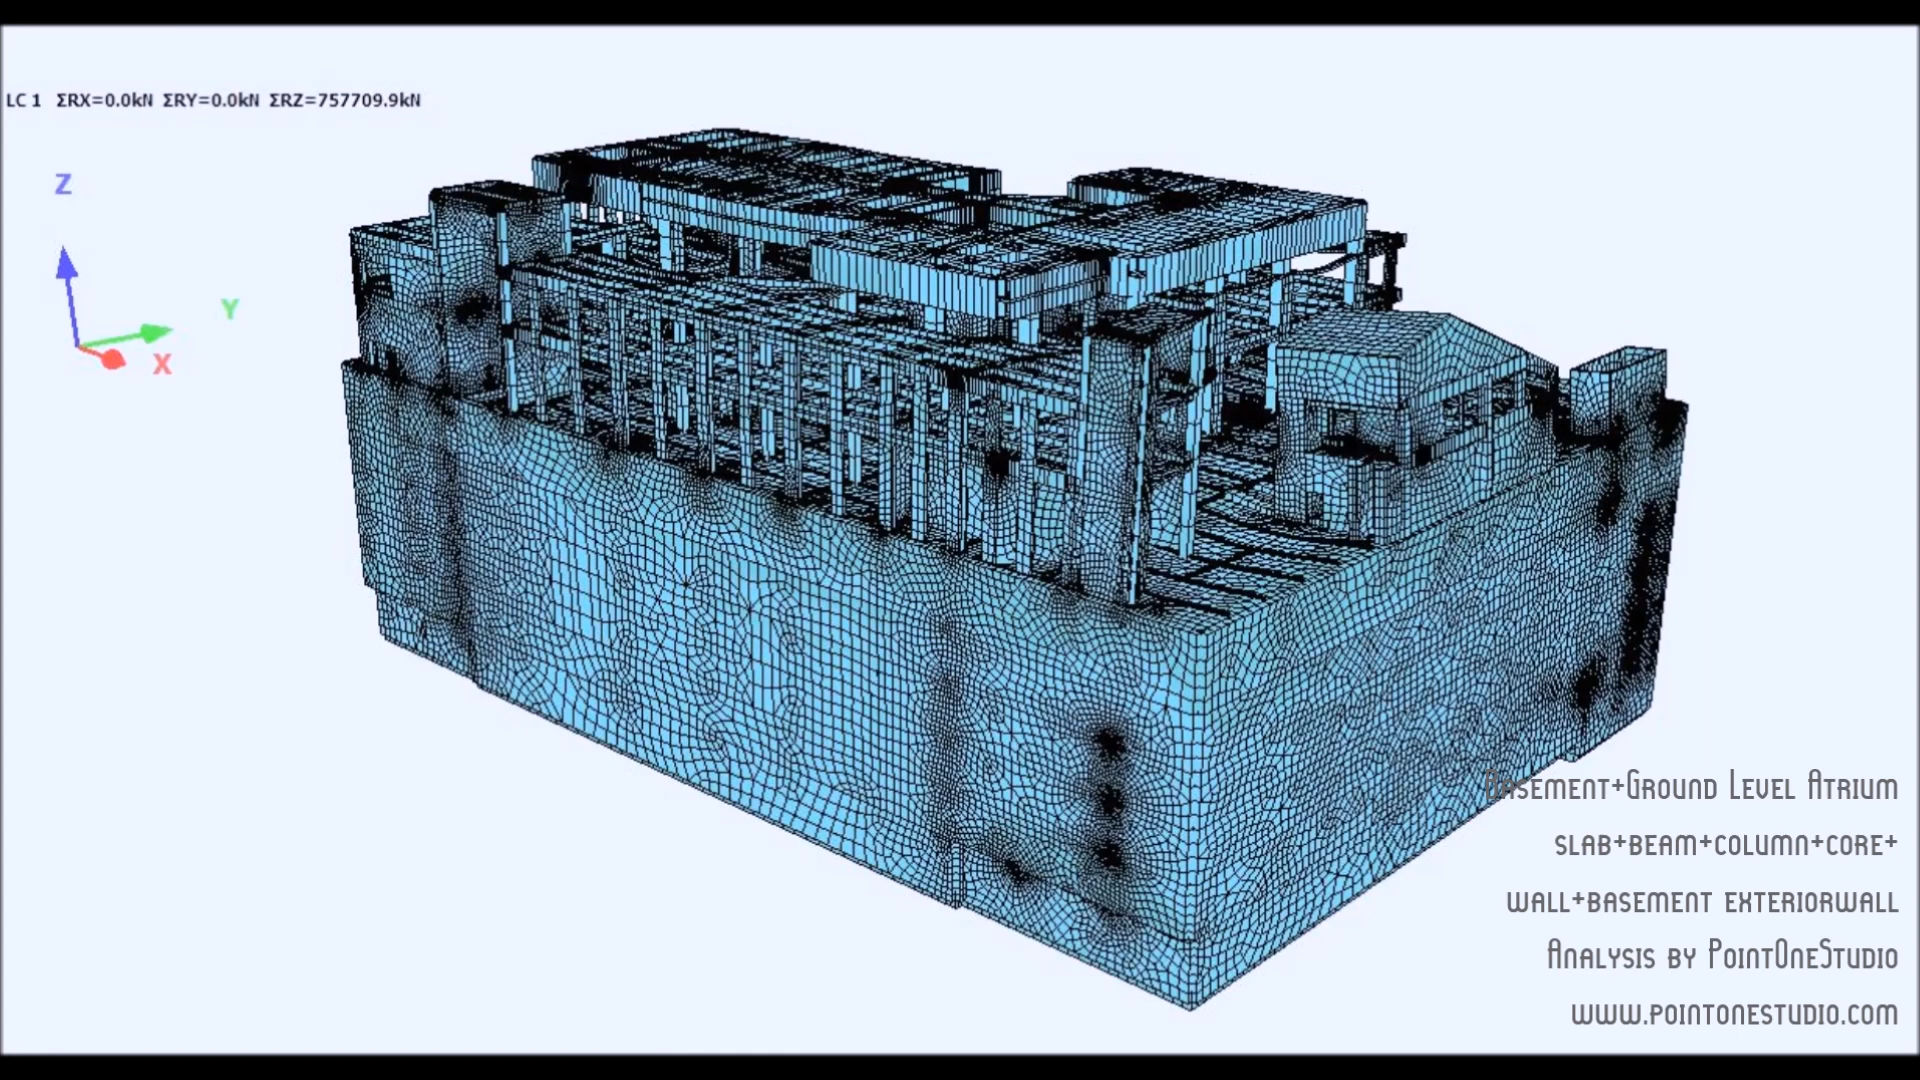 LC 1 ΣRX=0.0kN ΣRY=0.0kN ΣRZ=757709.9kN
Z
Y
X
Basement+Ground Level Atrium
slab+beam+column+core+
wall+basement exteriorwall
Analysis by PointOneStudio
www.pointonestudio.com